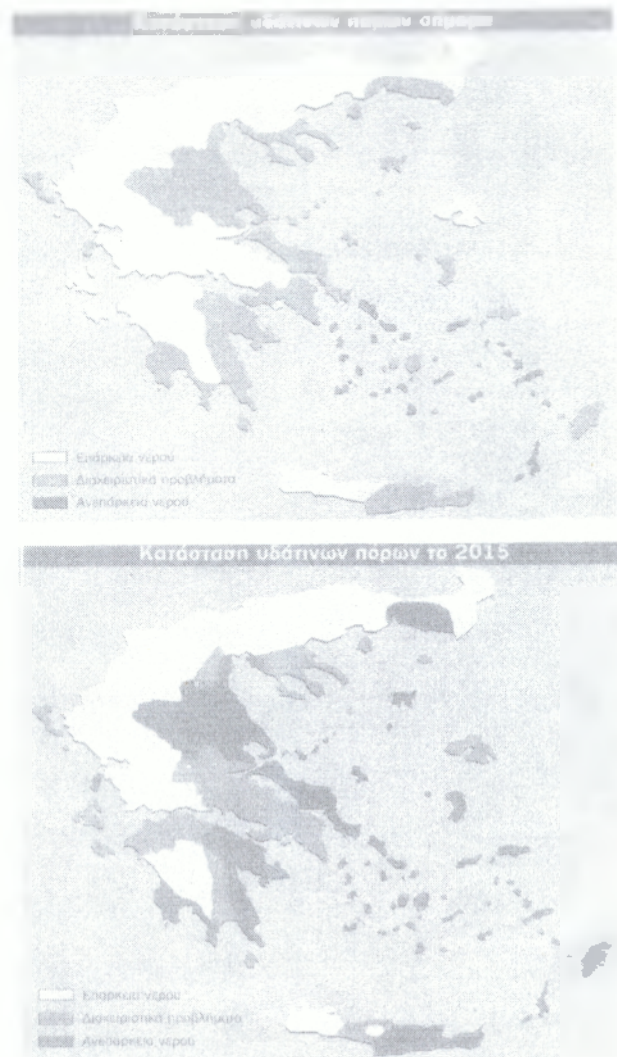 Κατάσταση υδάτινων πόρων σήμερα
Επάρκεια νερού
Διαχειριστικά προβλήματα
Ανεπάρκεια νερού
Κατάσταση υδάτινων πόρων το 2015
Επάρκεια νερού
Διαχειριστικά προβλήματα
Ανεπάρκεια νερού